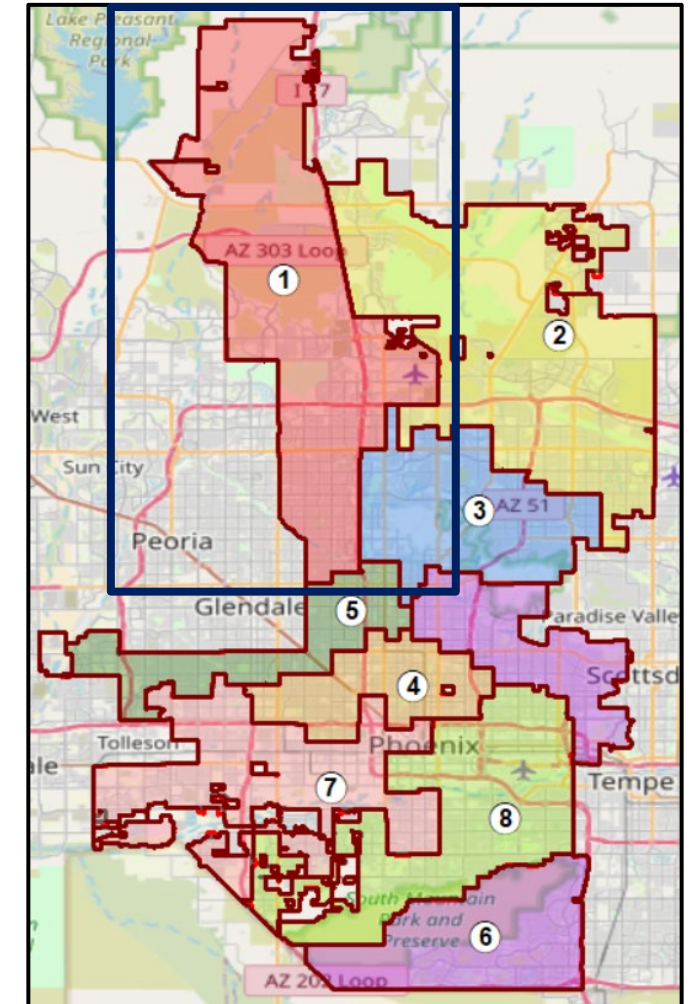 Lake Pleasant
Regional
Park
I 17
AZ 303 Loop
1
2
West
Sun City
3
AZ 51
Peoria
Glendale
5
Paradise Valle
4
Scottsd
Tolleson
Phoenix
ale
7
Tempe
8
South Mountain
Park and
Preserve
6
AZ 202 Loop